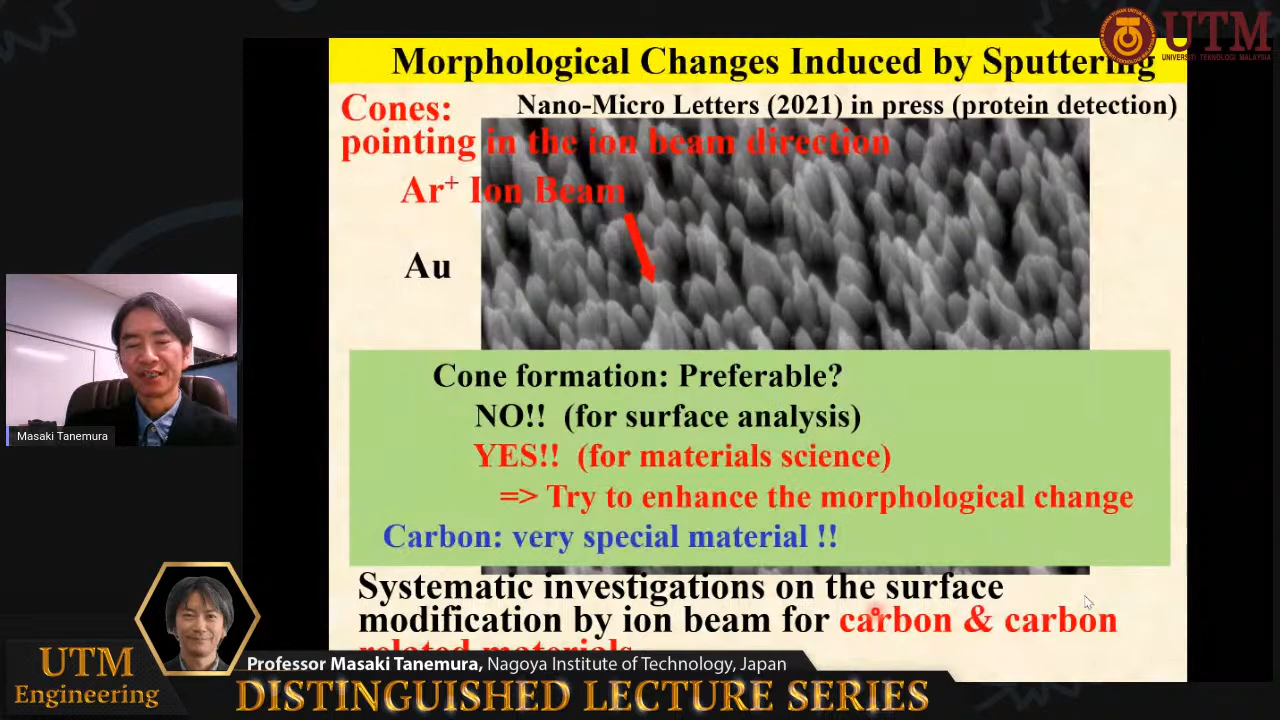 Morphological Changes Induced by Sputtering
UTM
UNIVERSITI TEKNOLOGI MALAYSIA
Cones:
Nano-Micro Letters (2021) in press (protein detection)
pointing in the ion beam direction
Ar+ Ion Beam
Au
Cone formation: Preferable?
NO!! (for surface analysis)
YES!! (for materials science)
=> Try to enhance the morphological change
Carbon: very special material !!
Systematic investigations on the surface
modification by ion beam for carbon & carbon
related materials
Masaki Tanemura
UTM
Engineering
Professor Masaki Tanemura, Nagoya Institute of Technology, Japan
DISTINGUISHED LECTURE SERIES